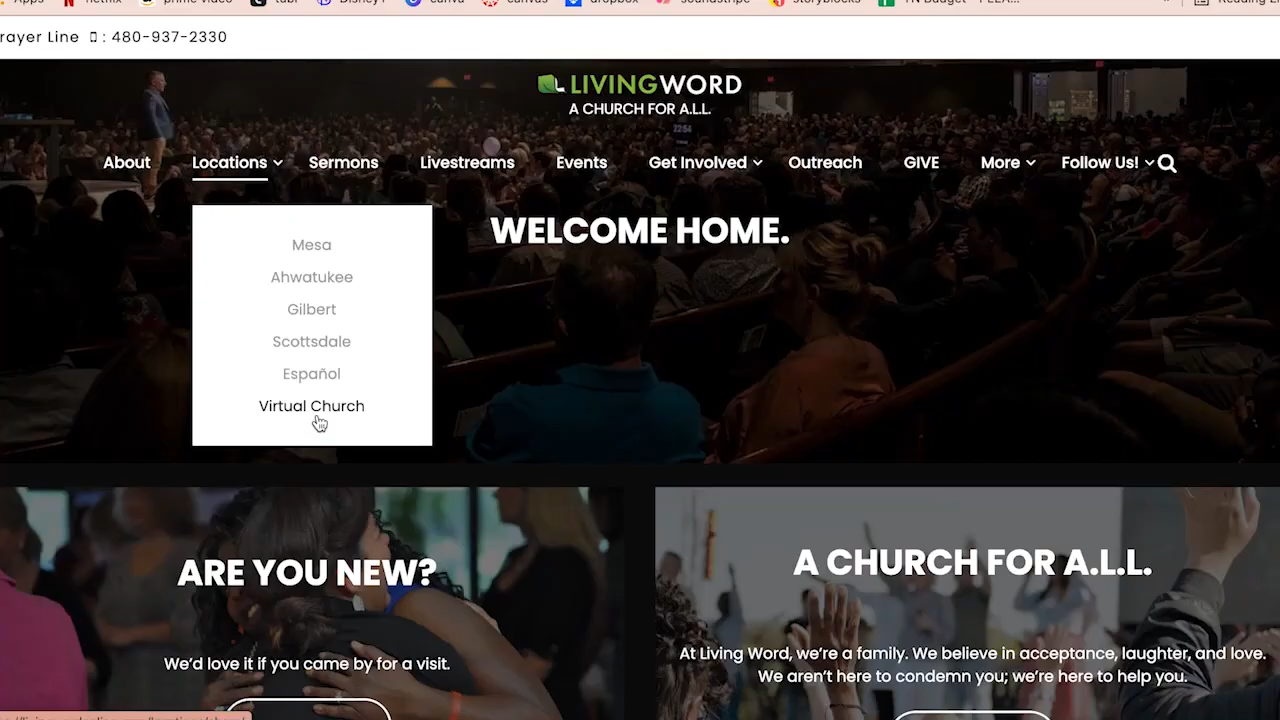 Apps netflix prime video tubi Disney+ canva canvas dropbox soundstripe storyblocks
rayer Line : 480-937-2330
LIVINGWORD
A CHURCH FOR A.L.L.
22:54
About Locations Sermons Livestreams Events Get Involved Outreach GIVE More Follow Us!
WELCOME HOME.
Mesa
Ahwatukee
Gilbert
Scottsdale
Español
Virtual Church
ARE YOU NEW?
We'd love it if you came by for a visit.
A CHURCH FOR A.L.L.
At Living Word, we're a family. We believe in acceptance, laughter, and love.
We aren't here to condemn you; we're here to help you.